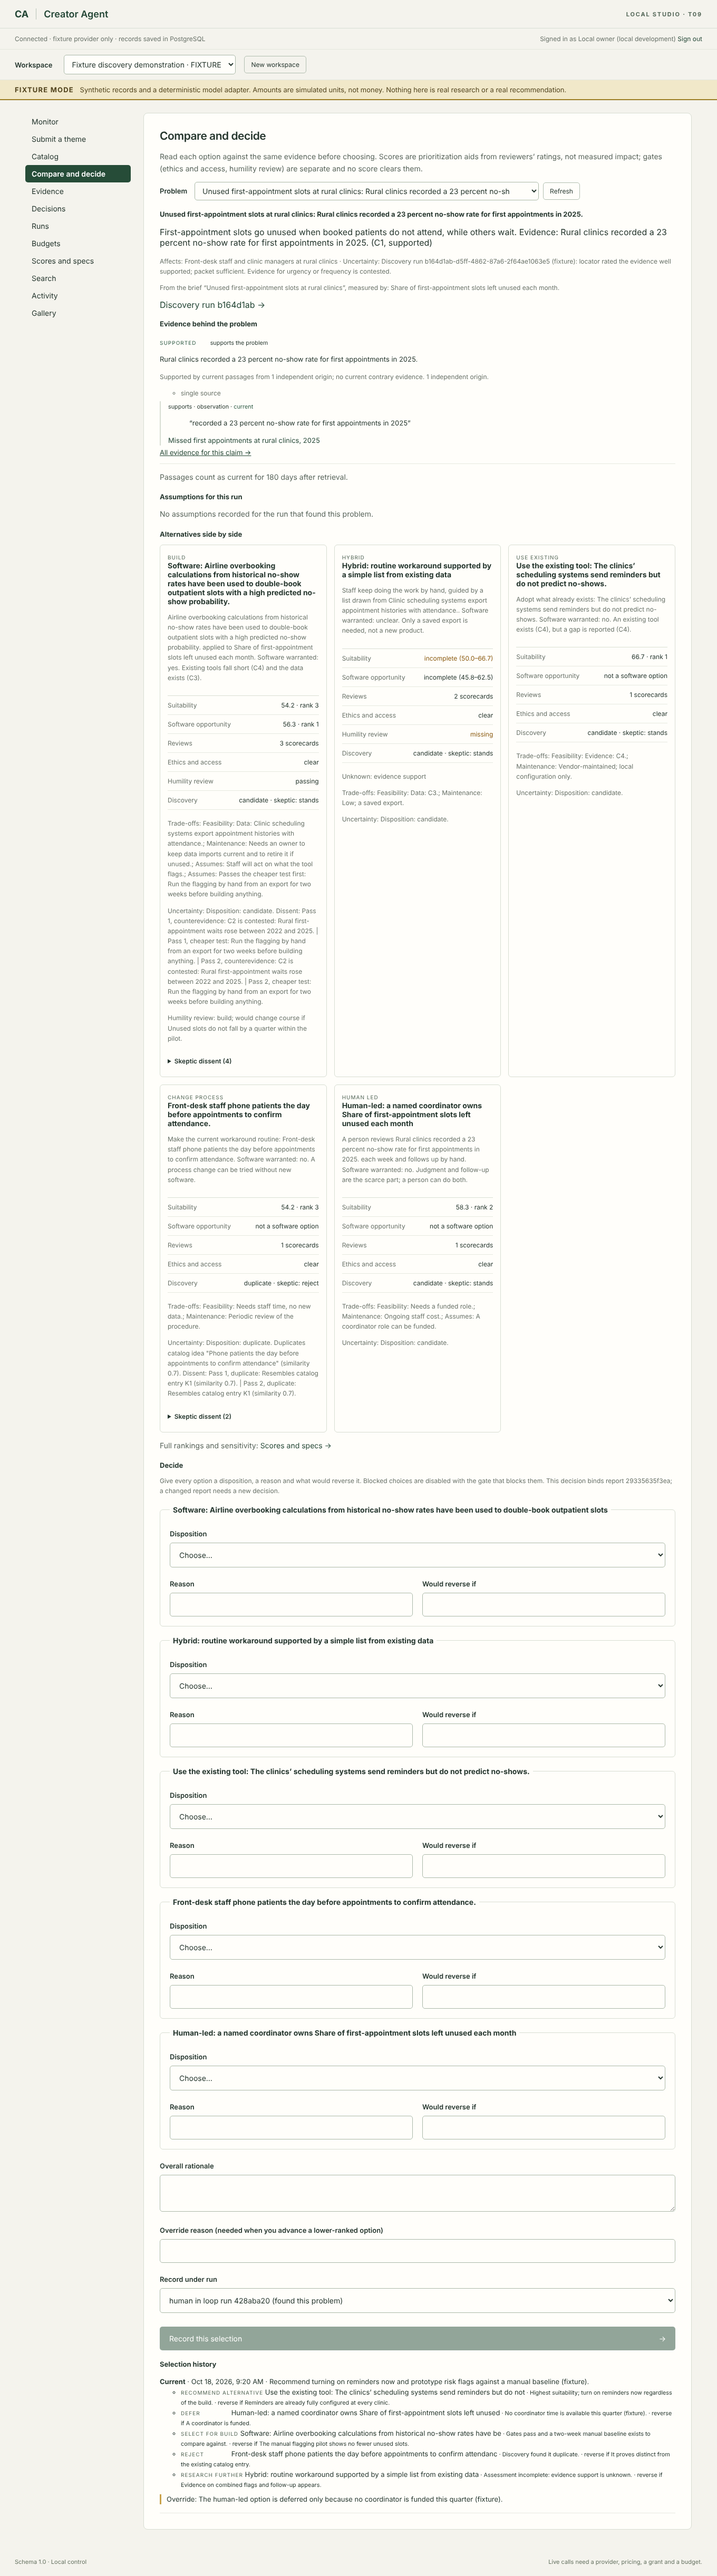 CA Creator Agent
LOCAL STUDIO · T09
Connected · fixture provider only · records saved in PostgreSQL
Signed in as Local owner (local development) Sign out
Workspace
Fixture discovery demonstration · FIXTURE
New workspace
FIXTURE MODE Synthetic records and a deterministic model adapter. Amounts are simulated units, not money. Nothing here is real research or a real recommendation.
Monitor
Submit a theme
Catalog
Compare and decide
Evidence
Decisions
Runs
Budgets
Scores and specs
Search
Activity
Gallery
Compare and decide
Read each option against the same evidence before choosing. Scores are prioritization aids from reviewers’ ratings, not measured impact; gates
(ethics and access, humility review) are separate and no score clears them.
Problem
Unused first-appointment slots at rural clinics: Rural clinics recorded a 23 percent no-sh
Refresh
Unused first-appointment slots at rural clinics: Rural clinics recorded a 23 percent no-show rate for first appointments in 2025.
First-appointment slots go unused when booked patients do not attend, while others wait. Evidence: Rural clinics recorded a 23
percent no-show rate for first appointments in 2025. (C1, supported)
Affects: Front-desk staff and clinic managers at rural clinics · Uncertainty: Discovery run b164d1ab-d5ff-4862-87a6-2f64ae1063e5 (fixture): locator rated the evidence well
supported; packet sufficient. Evidence for urgency or frequency is contested.
From the brief “Unused first-appointment slots at rural clinics”, measured by: Share of first-appointment slots left unused each month.
Discovery run b164d1ab →
Evidence behind the problem
SUPPORTED supports the problem
Rural clinics recorded a 23 percent no-show rate for first appointments in 2025.
Supported by current passages from 1 independent origin; no current contrary evidence. 1 independent origin.
single source
supports · observation · current
“recorded a 23 percent no-show rate for first appointments in 2025”
Missed first appointments at rural clinics, 2025
All evidence for this claim →
Passages count as current for 180 days after retrieval.
Assumptions for this run
No assumptions recorded for the run that found this problem.
Alternatives side by side
BUILD
Software: Airline overbooking
calculations from historical no-show
rates have been used to double-book
outpatient slots with a high predicted no-
show probability.
Airline overbooking calculations from historical
no-show rates have been used to double-book
outpatient slots with a high predicted no-show
probability. applied to Share of first-appointment
slots left unused each month. Software warranted:
yes. Existing tools fall short (C4) and the data
exists (C3).
Suitability 54.2 · rank 3
Software opportunity 56.3 · rank 1
Reviews 3 scorecards
Ethics and access clear
Humility review passing
Discovery candidate · skeptic: stands
Trade-offs: Feasibility: Data: Clinic scheduling
systems export appointment histories with
attendance.; Maintenance: Needs an owner to
keep data imports current and to retire it if
unused.; Assumes: Staff will act on what the tool
flags.; Assumes: Passes the cheaper test first:
Run the flagging by hand from an export for two
weeks before building anything.
Uncertainty: Disposition: candidate. Dissent: Pass
1, counterevidence: C2 is contested: Rural first-
appointment waits rose between 2022 and 2025. |
Pass 1, cheaper test: Run the flagging by hand
from an export for two weeks before building
anything. | Pass 2, counterevidence: C2 is
contested: Rural first-appointment waits rose
between 2022 and 2025. | Pass 2, cheaper test:
Run the flagging by hand from an export for two
weeks before building anything.
Humility review: build; would change course if
Unused slots do not fall by a quarter within the
pilot.
Skeptic dissent (4)
HYBRID
Hybrid: routine workaround supported by
a simple list from existing data
Staff keep doing the work by hand, guided by a
list drawn from Clinic scheduling systems export
appointment histories with attendance.. Software
warranted: unclear. Only a saved export is
needed, not a new product.
Suitability incomplete (50.0–66.7)
Software opportunity incomplete (45.8–62.5)
Reviews 2 scorecards
Ethics and access clear
Humility review missing
Discovery candidate · skeptic: stands
Unknown: evidence support
Trade-offs: Feasibility: Data: C3.; Maintenance:
Low; a saved export.
Uncertainty: Disposition: candidate.
USE EXISTING
Use the existing tool: The clinics’
scheduling systems send reminders but
do not predict no-shows.
Adopt what already exists: The clinics’ scheduling
systems send reminders but do not predict no-
shows. Software warranted: no. An existing tool
exists (C4), but a gap is reported (C4).
Suitability 66.7 · rank 1
Software opportunity not a software option
Reviews 1 scorecards
Ethics and access clear
Discovery candidate · skeptic: stands
Trade-offs: Feasibility: Evidence: C4.;
Maintenance: Vendor-maintained; local
configuration only.
Uncertainty: Disposition: candidate.
CHANGE PROCESS
Front-desk staff phone patients the day
before appointments to confirm
attendance.
Make the current workaround routine: Front-desk
staff phone patients the day before appointments
to confirm attendance. Software warranted: no. A
process change can be tried without new
software.
Suitability 54.2 · rank 3
Software opportunity not a software option
Reviews 1 scorecards
Ethics and access clear
Discovery duplicate · skeptic: reject
Trade-offs: Feasibility: Needs staff time, no new
data.; Maintenance: Periodic review of the
procedure.
Uncertainty: Disposition: duplicate. Duplicates
catalog idea "Phone patients the day before
appointments to confirm attendance" (similarity
0.7). Dissent: Pass 1, duplicate: Resembles catalog
entry K1 (similarity 0.7). | Pass 2, duplicate:
Resembles catalog entry K1 (similarity 0.7).
Skeptic dissent (2)
HUMAN LED
Human-led: a named coordinator owns
Share of first-appointment slots left
unused each month
A person reviews Rural clinics recorded a 23
percent no-show rate for first appointments in
2025. each week and follows up by hand.
Software warranted: no. Judgment and follow-up
are the scarce part; a person can do both.
Suitability 58.3 · rank 2
Software opportunity not a software option
Reviews 1 scorecards
Ethics and access clear
Discovery candidate · skeptic: stands
Trade-offs: Feasibility: Needs a funded role.;
Maintenance: Ongoing staff cost.; Assumes: A
coordinator role can be funded.
Uncertainty: Disposition: candidate.
Full rankings and sensitivity: Scores and specs →
Decide
Give every option a disposition, a reason and what would reverse it. Blocked choices are disabled with the gate that blocks them. This decision binds report 29335635f3ea;
a changed report needs a new decision.
Software: Airline overbooking calculations from historical no-show rates have been used to double-book outpatient slots
Disposition
Choose...
Reason Would reverse if
Hybrid: routine workaround supported by a simple list from existing data
Disposition
Choose...
Reason Would reverse if
Use the existing tool: The clinics’ scheduling systems send reminders but do not predict no-shows.
Disposition
Choose...
Reason Would reverse if
Front-desk staff phone patients the day before appointments to confirm attendance.
Disposition
Choose...
Reason Would reverse if
Human-led: a named coordinator owns Share of first-appointment slots left unused each month
Disposition
Choose...
Reason Would reverse if
Overall rationale
Override reason (needed when you advance a lower-ranked option)
Record under run
human in loop run 428aba20 (found this problem)
Record this selection →
Selection history
Current · Oct 18, 2026, 9:20 AM · Recommend turning on reminders now and prototype risk flags against a manual baseline (fixture).
RECOMMEND ALTERNATIVE Use the existing tool: The clinics’ scheduling systems send reminders but do not · Highest suitability; turn on reminders now regardless
of the build. · reverse if Reminders are already fully configured at every clinic.
DEFER Human-led: a named coordinator owns Share of first-appointment slots left unused · No coordinator time is available this quarter (fixture). · reverse
if A coordinator is funded.
SELECT FOR BUILD Software: Airline overbooking calculations from historical no-show rates have be · Gates pass and a two-week manual baseline exists to
compare against. · reverse if The manual flagging pilot shows no fewer unused slots.
REJECT Front-desk staff phone patients the day before appointments to confirm attendanc · Discovery found it duplicate. · reverse if It proves distinct from
the existing catalog entry.
RESEARCH FURTHER Hybrid: routine workaround supported by a simple list from existing data · Assessment incomplete: evidence support is unknown. · reverse if
Evidence on combined flags and follow-up appears.
Override: The human-led option is deferred only because no coordinator is funded this quarter (fixture).
Schema 1.0 · Local control
Live calls need a provider, pricing, a grant and a budget.